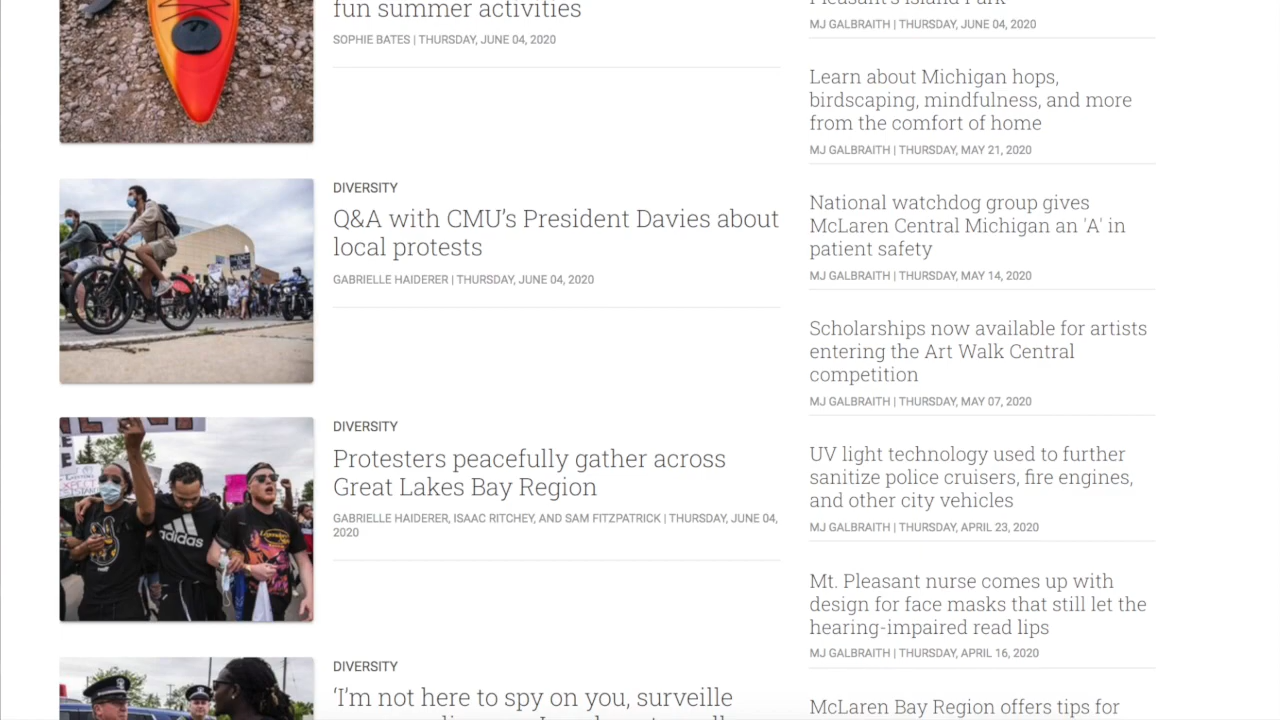 fun summer activities
SOPHIE BATES | THURSDAY, JUNE 04, 2020
DIVERSITY
Q&A with CMU's President Davies about
local protests
GABRIELLE HAIDERER | THURSDAY, JUNE 04, 2020
DIVERSITY
Protesters peacefully gather across
Great Lakes Bay Region
GABRIELLE HAIDERER, ISAAC RITCHEY, AND SAM FITZPATRICK | THURSDAY, JUNE 04,
2020
adidas
DIVERSITY
'I'm not here to spy on you, surveille
Pleasant's Island Park
MJ GALBRAITH | THURSDAY, JUNE 04, 2020
Learn about Michigan hops,
birdscaping, mindfulness, and more
from the comfort of home
MJ GALBRAITH | THURSDAY, MAY 21, 2020
National watchdog group gives
McLaren Central Michigan an 'A' in
patient safety
MJ GALBRAITH | THURSDAY, MAY 14, 2020
Scholarships now available for artists
entering the Art Walk Central
competition
MJ GALBRAITH | THURSDAY, MAY 07, 2020
UV light technology used to further
sanitize police cruisers, fire engines,
and other city vehicles
MJ GALBRAITH | THURSDAY, APRIL 23, 2020
Mt. Pleasant nurse comes up with
design for face masks that still let the
hearing-impaired read lips
MJ GALBRAITH | THURSDAY, APRIL 16, 2020
McLaren Bay Region offers tips for